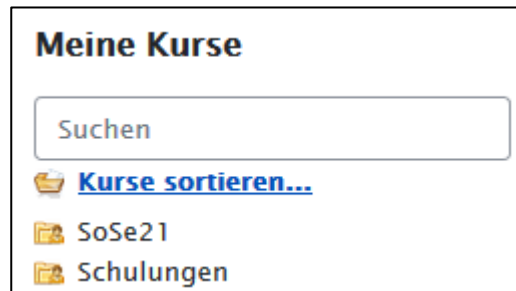 Meine Kurse
Suchen
Kurse sortieren...
SoSe21
Schulungen